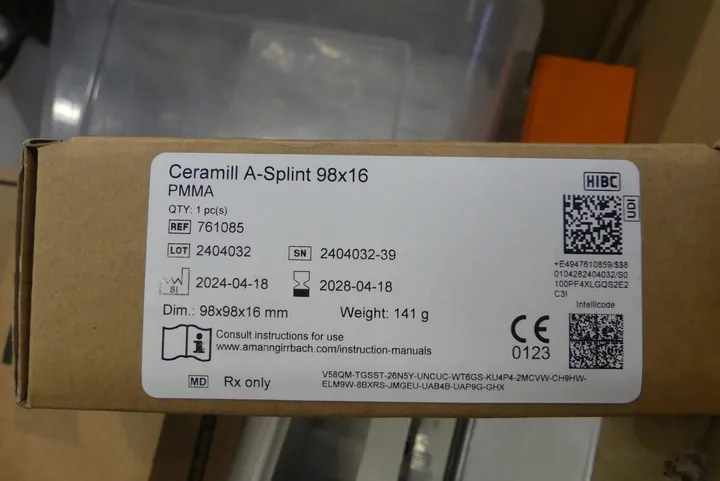 Ceramill A-Splint 98x16
PMMA
QTY: 1 pc(s)
REF 761085
LOT 2404032
SN 2404032-39
SI
2024-04-18
2028-04-18
Dim.: 98x98x16 mm
Weight: 141 g
Consult instructions for use
www.amanngirrbach.com/instruction-manuals
MD Rx only
HIBC
UDI
+E4947610859/$$8
0104282404032/S0
100PF4XLGQS2E2
C3I
Intellicode
CE
0123
V58QM-TGSST-26N5Y-UNCUC-WT6GS-KU4P4-2MCVW-CH9HW-
ELM9W-8BXRS-JMGEU-UAB4B-UAP9G-GHX